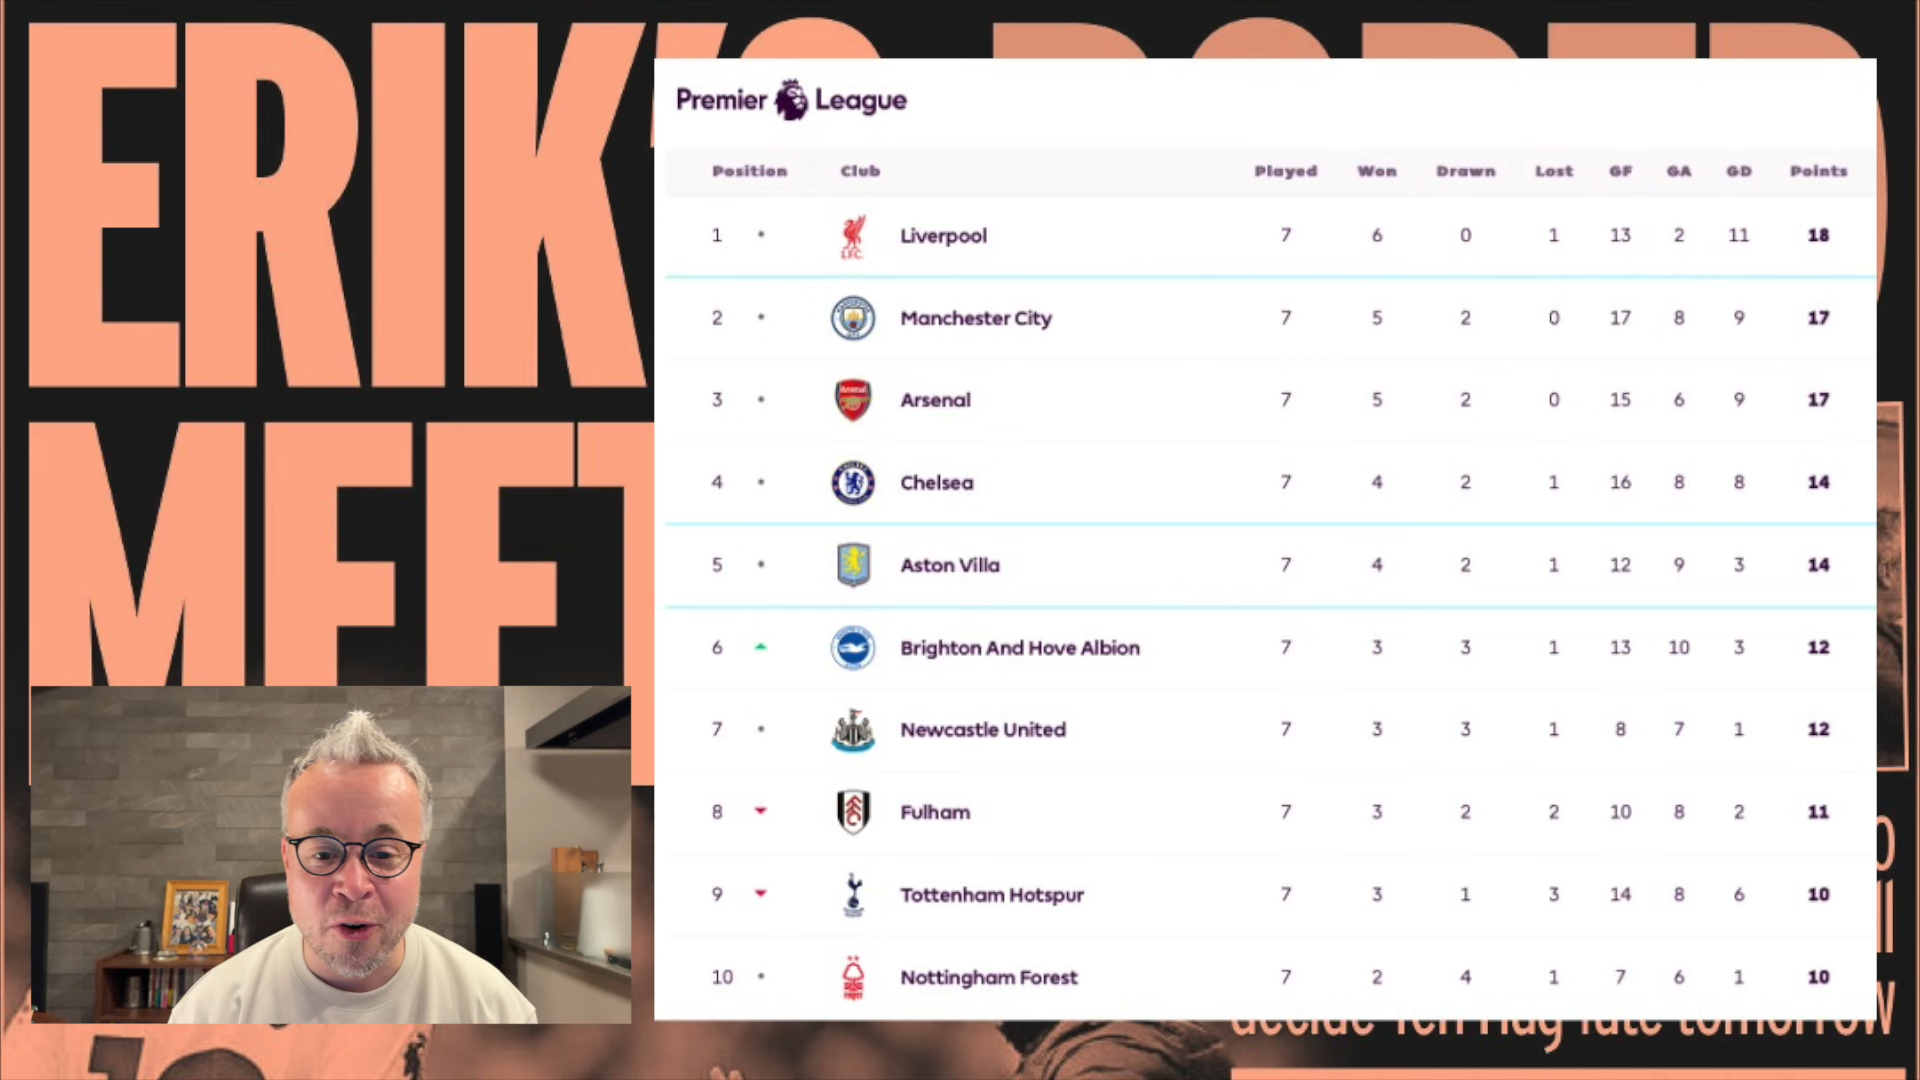 ERIK'S
MEET
Premier League
Position Club Played Won Drawn Lost GF GA GD Points
1 Liverpool 7 6 0 1 13 2 11 18
2 Manchester City 7 5 2 0 17 8 9 17
3 Arsenal 7 5 2 0 15 6 9 17
4 Chelsea 7 4 2 1 16 8 8 14
5 Aston Villa 7 4 2 1 12 9 3 14
6 Brighton And Hove Albion 7 3 3 1 13 10 3 12
7 Newcastle United 7 3 3 1 8 7 1 12
8 Fulham 7 3 2 2 10 8 2 11
9 Tottenham Hotspur 7 3 1 3 14 8 6 10
10 Nottingham Forest 7 2 4 1 7 6 1 10
decide Ten Hag fate tomorrow